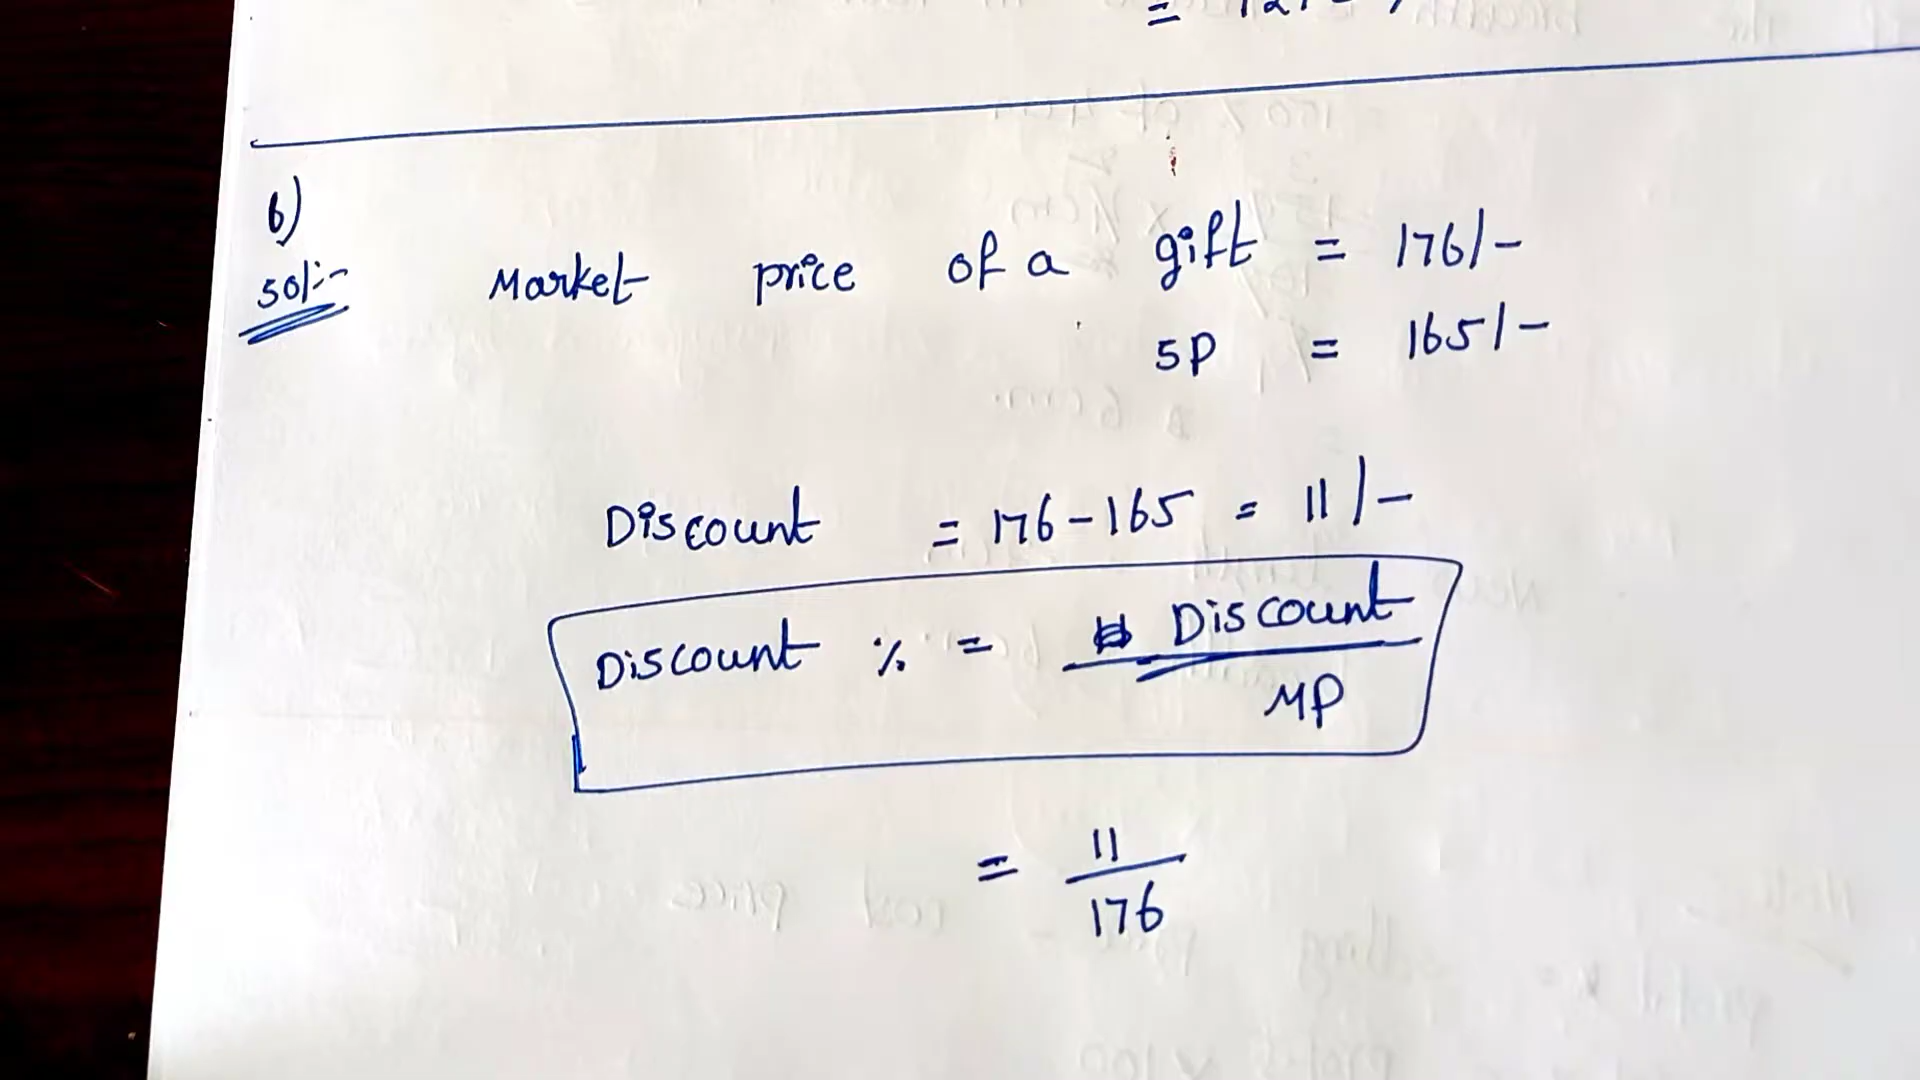 6)
Sol:- Market price of a gift = 176/-
SP = 165/-
Discount = 176-165 = 11/-
Discount % = Discount
MP
= 11
176